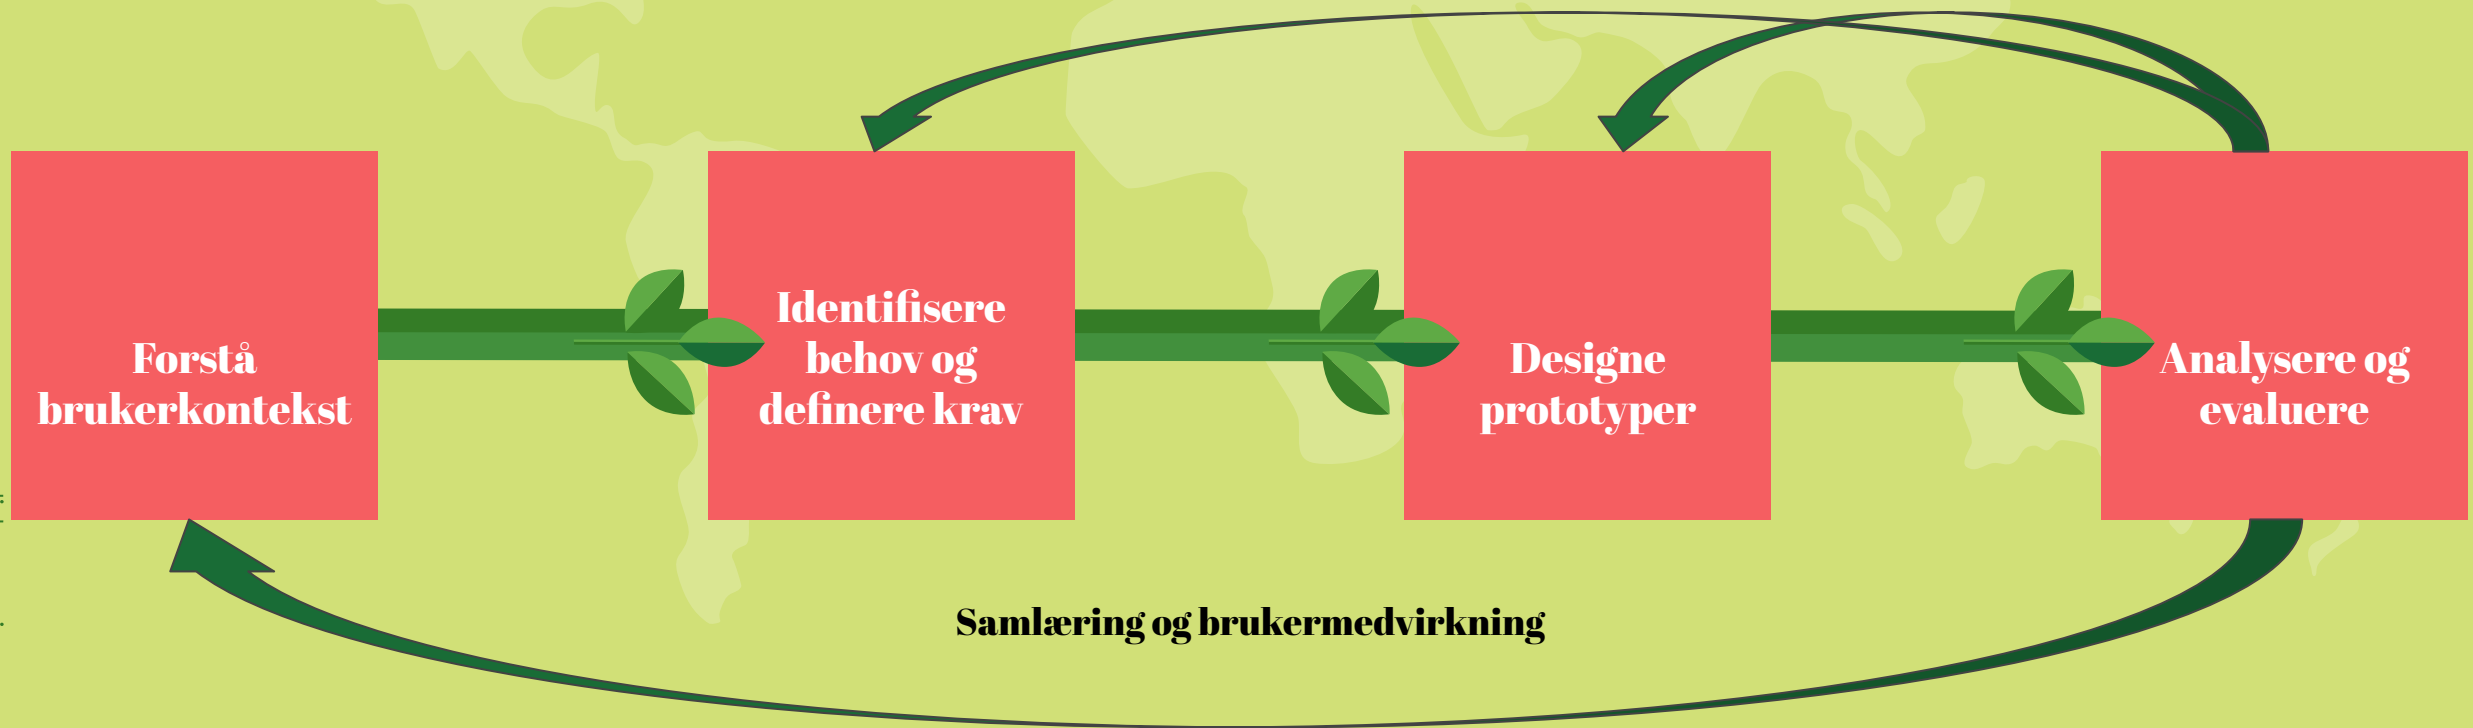 Forstå
brukerkontekst
Identifisere
behov og
definere krav
Designe
prototyper
Analysere og
evaluere
Samlæring og brukermedvirkning